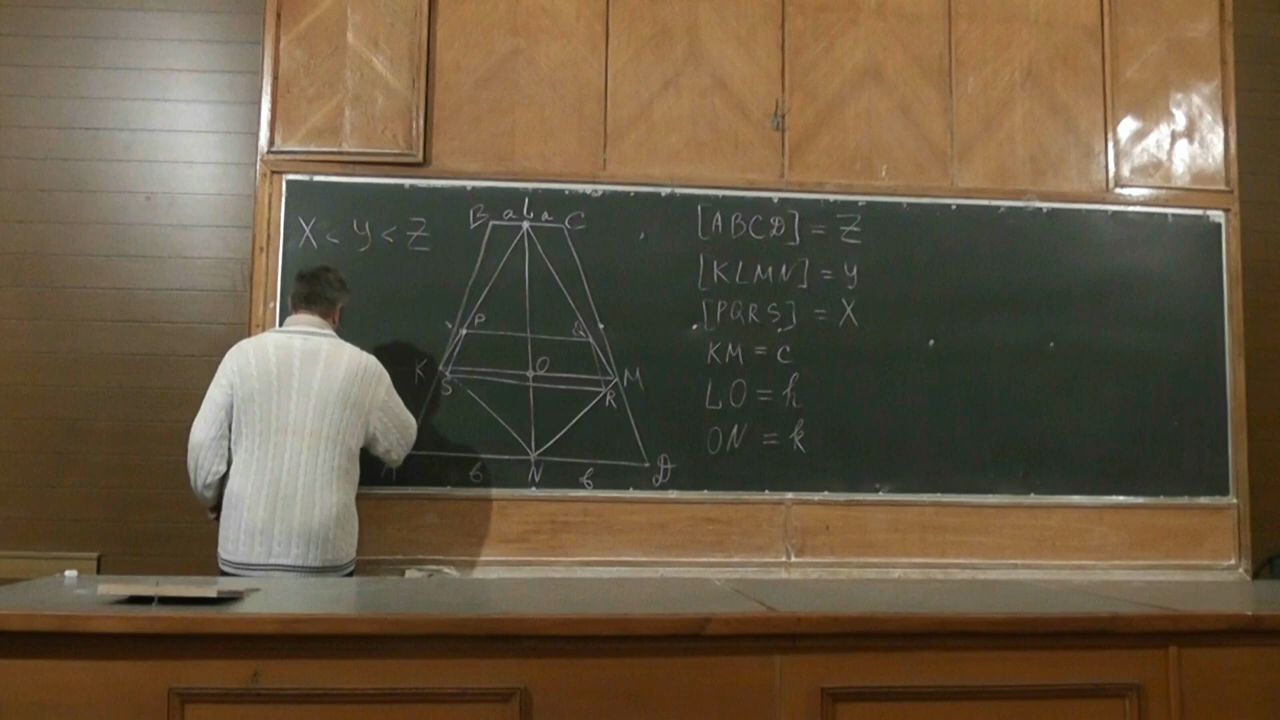 X < Y < Z
B a L a C
P Q
K O M
S R
б N б D
[ABCD] = Z
[KLMN] = Y
[PQRS] = X
KM = c
LO = h
ON = k